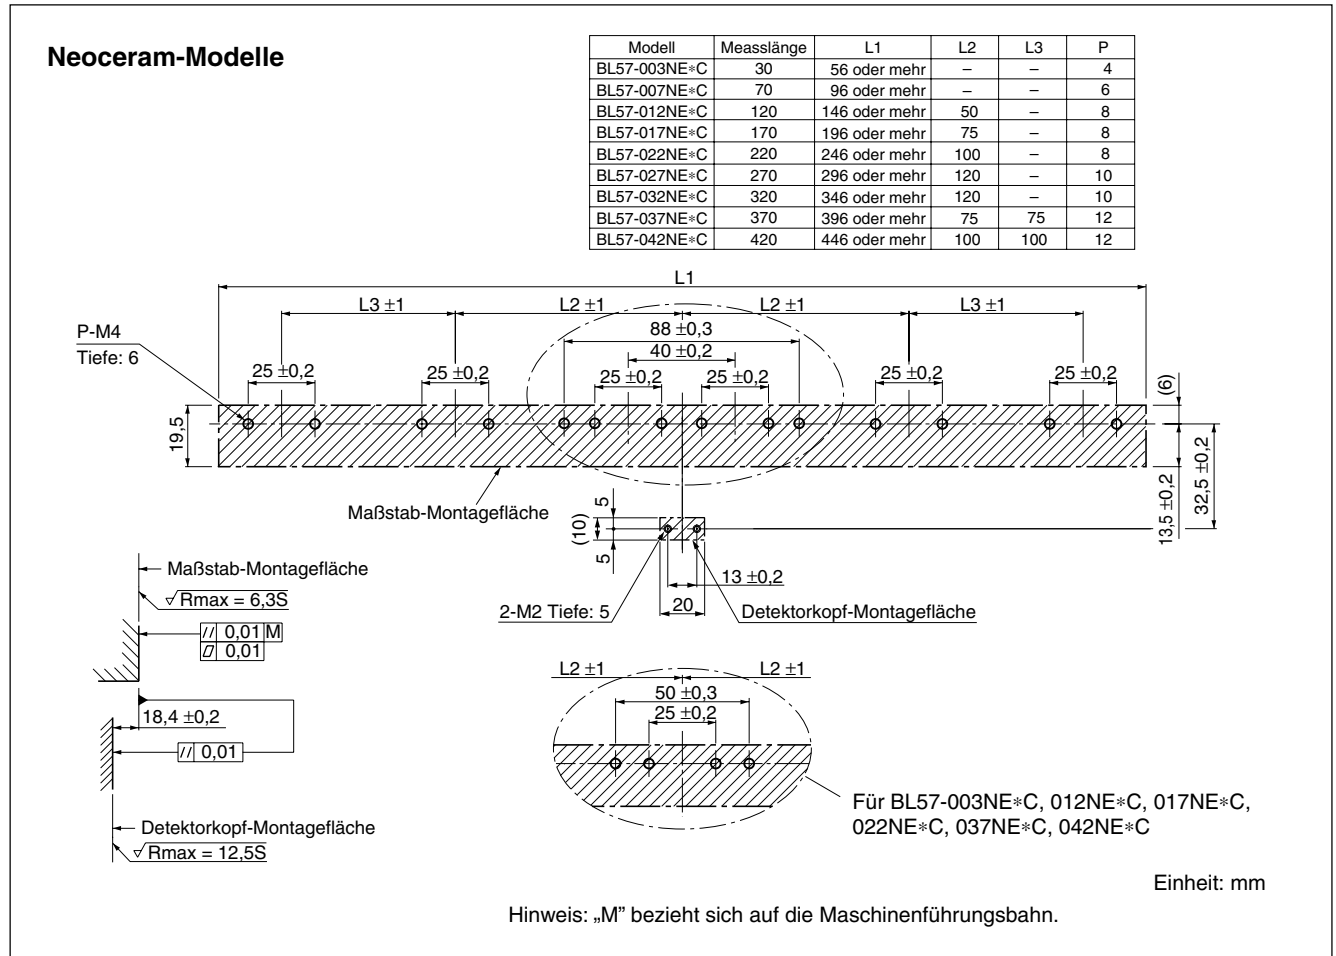 Neoceram-Modelle
Modell Measslänge L1 L2 L3 P
BL57-003NE*C 30 56 oder mehr – – 4
BL57-007NE*C 70 96 oder mehr – – 6
BL57-012NE*C 120 146 oder mehr 50 – 8
BL57-017NE*C 170 196 oder mehr 75 – 8
BL57-022NE*C 220 246 oder mehr 100 – 8
BL57-027NE*C 270 296 oder mehr 120 – 10
BL57-032NE*C 320 346 oder mehr 120 – 10
BL57-037NE*C 370 396 oder mehr 75 75 12
BL57-042NE*C 420 446 oder mehr 100 100 12
L1
L3 ±1 L2 ±1 L2 ±1 L3 ±1
88 ±0,3
40 ±0,2
P-M4
Tiefe: 6
25 ±0,2 25 ±0,2 25 ±0,2 25 ±0,2 25 ±0,2 25 ±0,2
(6)
19,5
13,5 ±0,2
32,5 ±0,2
Maßstab-Montagefläche
5
(10)
5
13 ±0,2
20
2-M2 Tiefe: 5
Detektorkopf-Montagefläche
Maßstab-Montagefläche
Rmax = 6,3S
// 0,01 M
⏥ 0,01
18,4 ±0,2
// 0,01
Detektorkopf-Montagefläche
Rmax = 12,5S
L2 ±1 L2 ±1
50 ±0,3
25 ±0,2
Für BL57-003NE*C, 012NE*C, 017NE*C,
022NE*C, 037NE*C, 042NE*C
Einheit: mm
Hinweis: „M” bezieht sich auf die Maschinenführungsbahn.